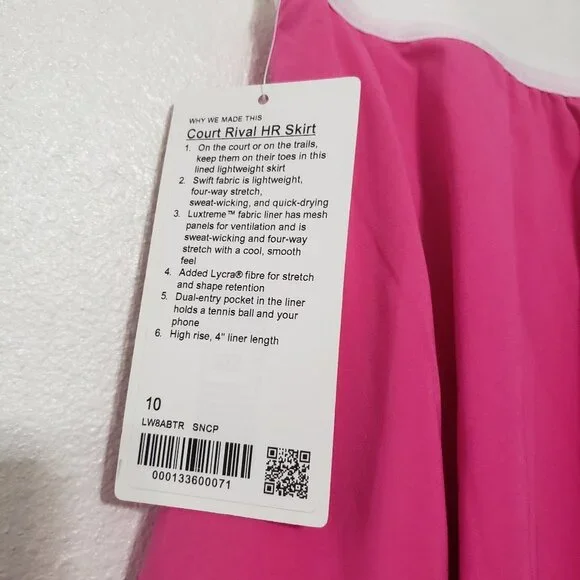 WHY WE MADE THIS
Court Rival HR Skirt
1. On the court or on the trails,
keep them on their toes in this
lined lightweight skirt
2. Swift fabric is lightweight,
four-way stretch,
sweat-wicking, and quick-drying
3. Luxtreme™ fabric liner has mesh
panels for ventilation and is
sweat-wicking and four-way
stretch with a cool, smooth
feel
4. Added Lycra® fibre for stretch
and shape retention
5. Dual-entry pocket in the liner
holds a tennis ball and your
phone
6. High rise, 4" liner length
10
LW8ABTR SNCP
000133600071